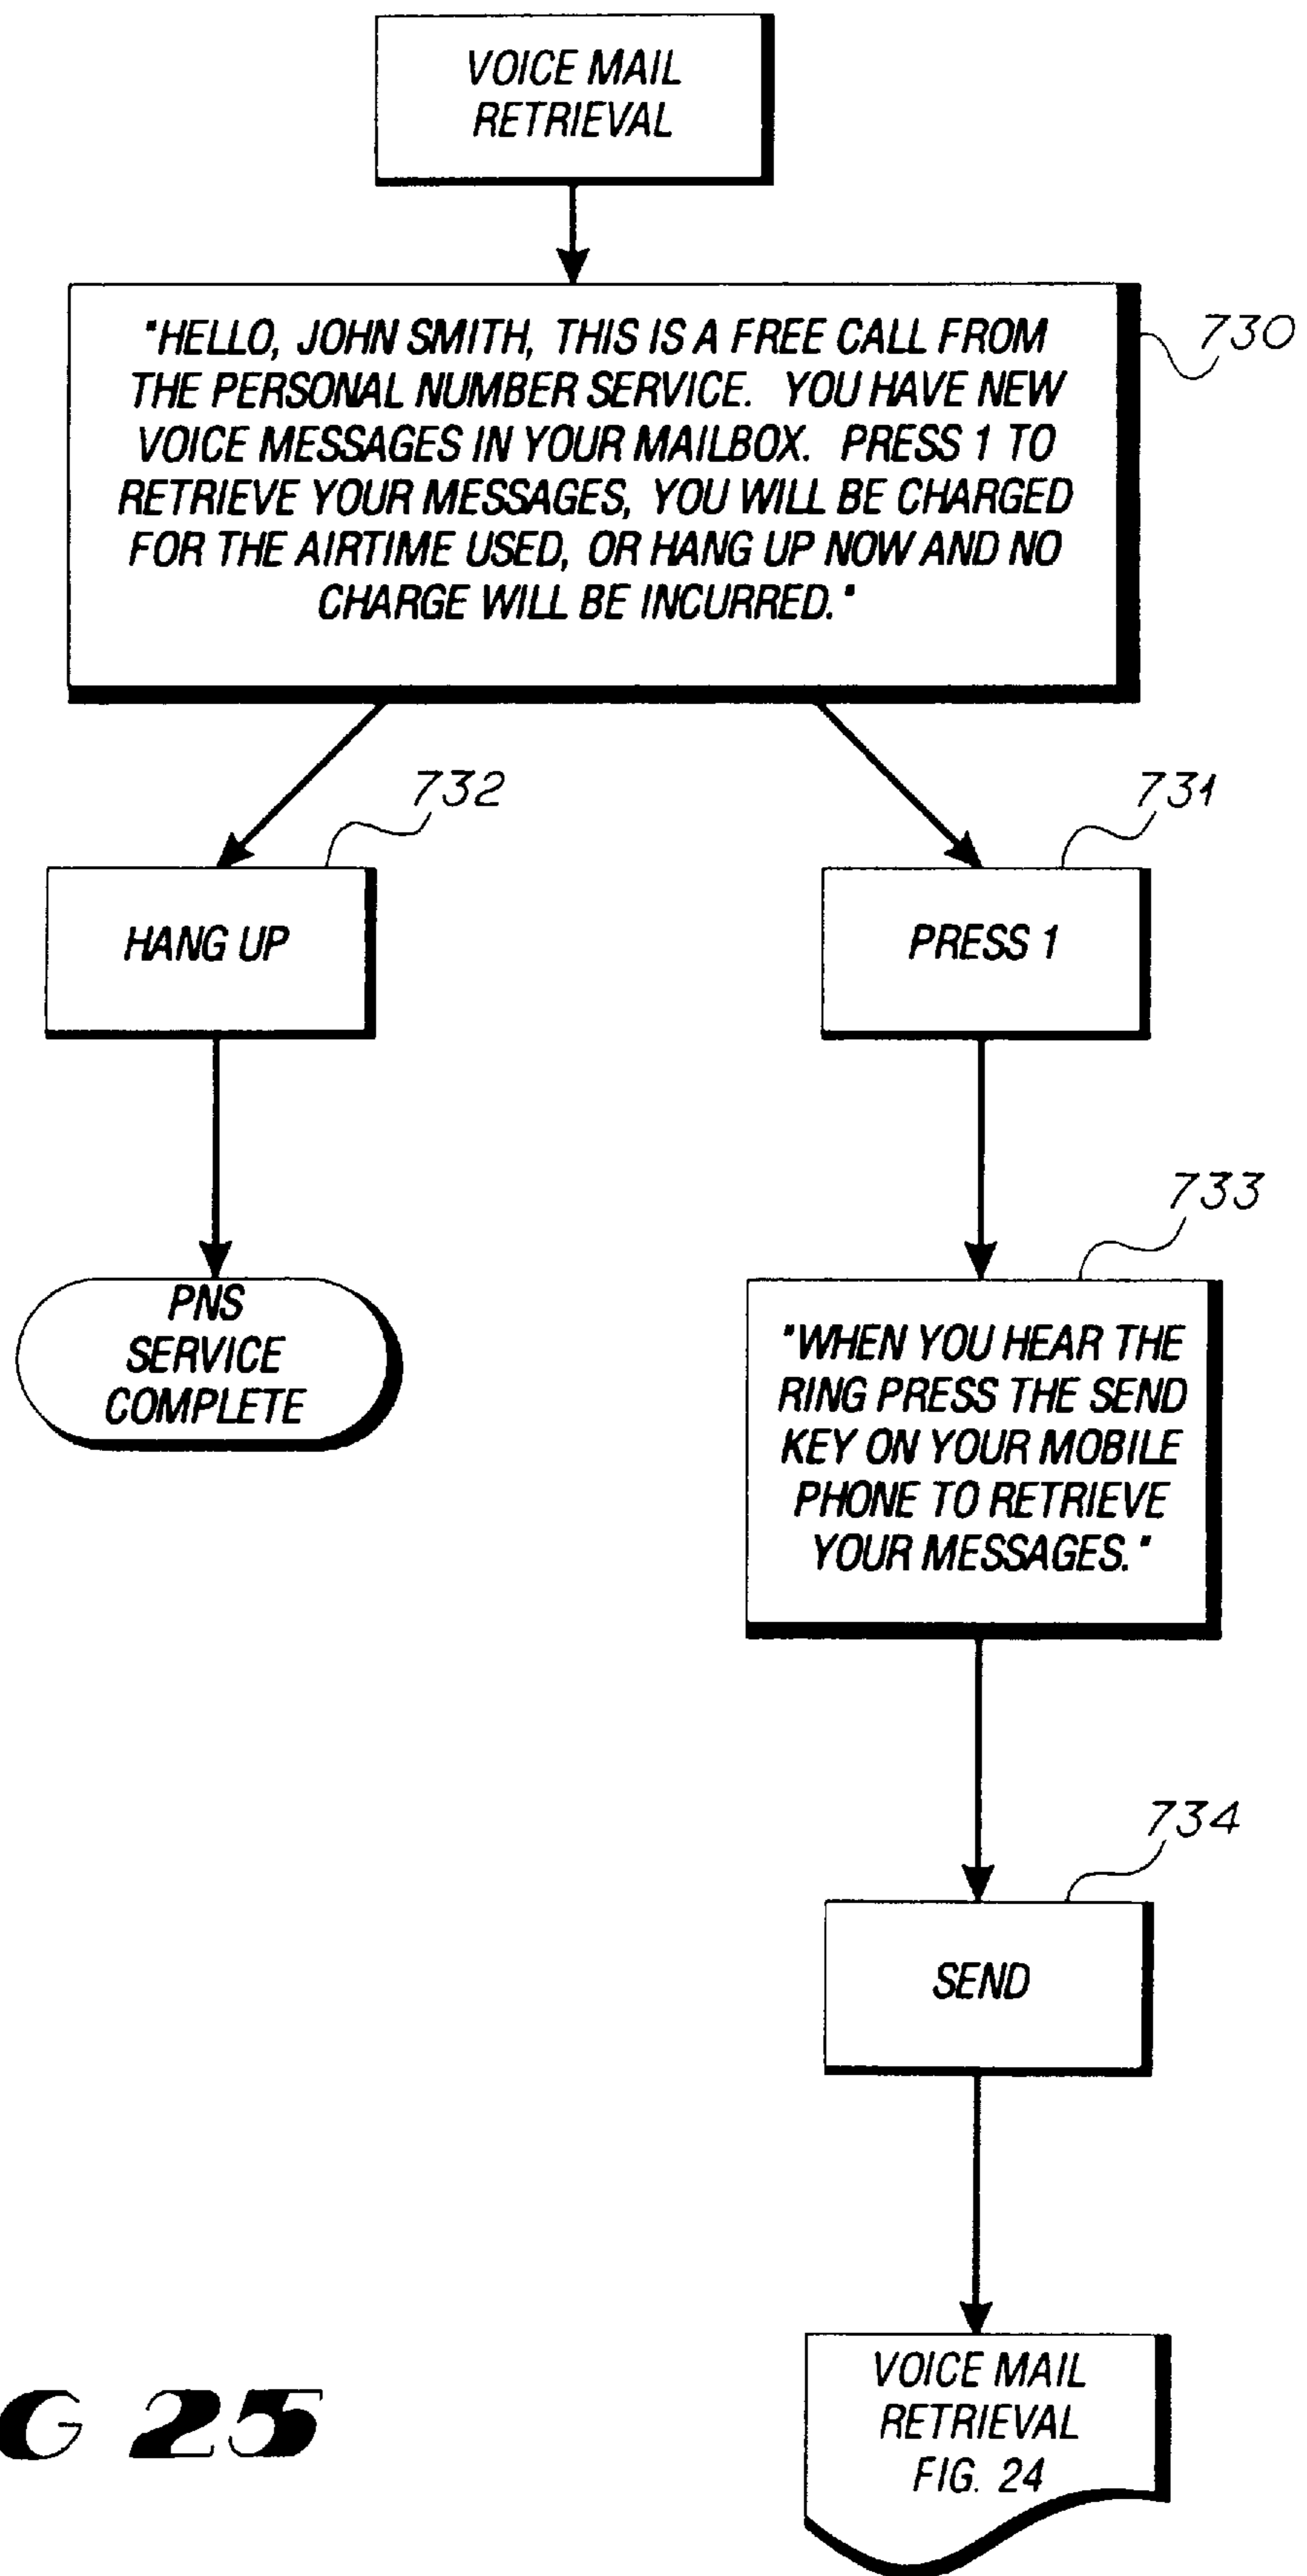 VOICE MAIL
RETRIEVAL
"HELLO, JOHN SMITH, THIS IS A FREE CALL FROM
THE PERSONAL NUMBER SERVICE. YOU HAVE NEW
VOICE MESSAGES IN YOUR MAILBOX. PRESS 1 TO
RETRIEVE YOUR MESSAGES, YOU WILL BE CHARGED
FOR THE AIRTIME USED, OR HANG UP NOW AND NO
CHARGE WILL BE INCURRED."
730
732
731
HANG UP
PRESS 1
733
PNS
SERVICE
COMPLETE
"WHEN YOU HEAR THE
RING PRESS THE SEND
KEY ON YOUR MOBILE
PHONE TO RETRIEVE
YOUR MESSAGES."
734
SEND
VOICE MAIL
RETRIEVAL
FIG. 24
G 25